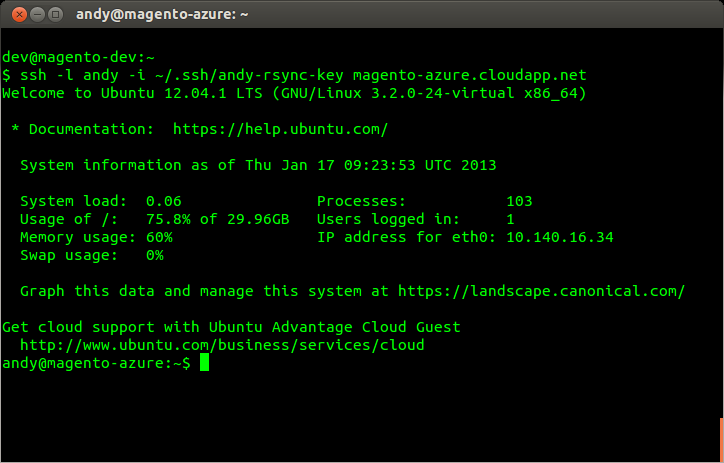 andy@magento-azure: ~
dev@magento-dev:~
$ ssh -l andy -i ~/.ssh/andy-rsync-key magento-azure.cloudapp.net
Welcome to Ubuntu 12.04.1 LTS (GNU/Linux 3.2.0-24-virtual x86_64)
* Documentation:  https://help.ubuntu.com/
System information as of Thu Jan 17 09:23:53 UTC 2013
System load:  0.06               Processes:           103
Usage of /:   75.8% of 29.96GB   Users logged in:     1
Memory usage: 60%                IP address for eth0: 10.140.16.34
Swap usage:   0%
Graph this data and manage this system at https://landscape.canonical.com/
Get cloud support with Ubuntu Advantage Cloud Guest
http://www.ubuntu.com/business/services/cloud
andy@magento-azure:~$